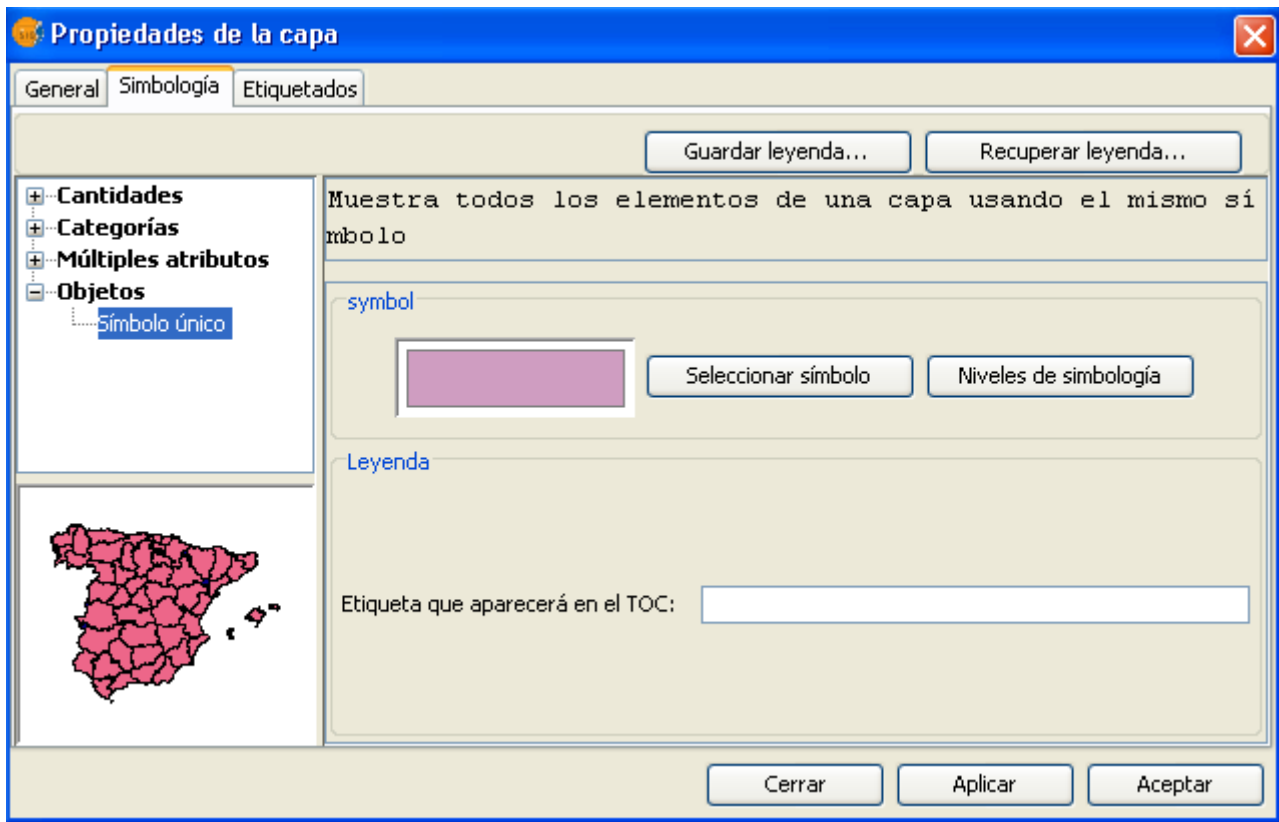 Propiedades de la capa
General Simbología Etiquetados
Guardar leyenda... Recuperar leyenda...
Cantidades
Categorías
Múltiples atributos
Objetos
Símbolo único
Muestra todos los elementos de una capa usando el mismo sí
mbolo
symbol
Seleccionar símbolo Niveles de simbología
Leyenda
Etiqueta que aparecerá en el TOC:
Cerrar Aplicar Aceptar